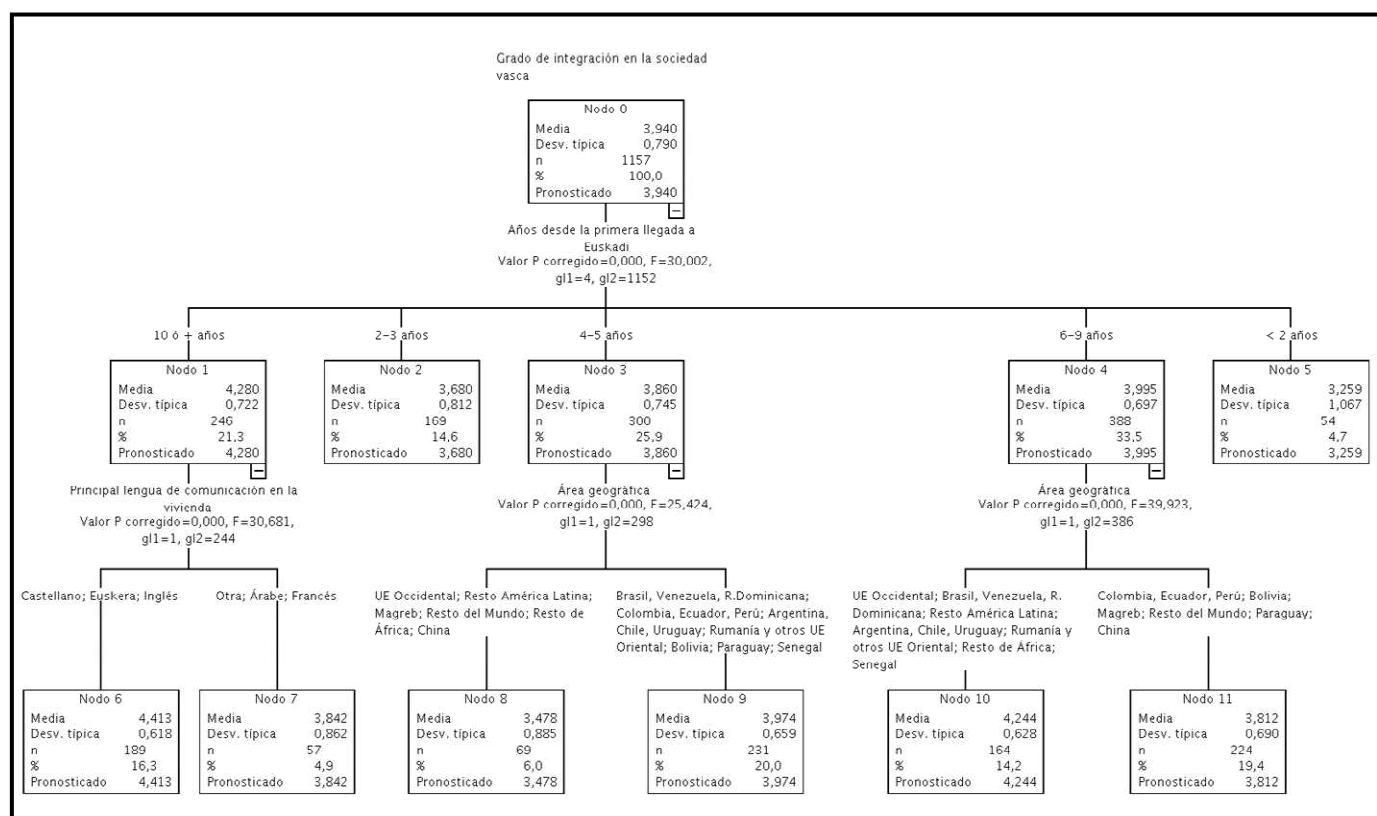 Grado de integración en la sociedad
vasca
Nodo 0
Media 3,940
Desv. típica 0,790
n 1157
% 100,0
Pronosticado 3,940
Años desde la primera llegada a
Euskadi
Valor P corregido=0,000, F=30,002,
gl1=4, gl2=1152
10 ó + años
2-3 años
4-5 años
6-9 años
< 2 años
Nodo 1
Media 4,280
Desv. típica 0,722
n 246
% 21,3
Pronosticado 4,280
Nodo 2
Media 3,680
Desv. típica 0,812
n 169
% 14,6
Pronosticado 3,680
Nodo 3
Media 3,860
Desv. típica 0,745
n 300
% 25,9
Pronosticado 3,860
Nodo 4
Media 3,995
Desv. típica 0,697
n 388
% 33,5
Pronosticado 3,995
Nodo 5
Media 3,259
Desv. típica 1,067
n 54
% 4,7
Pronosticado 3,259
Principal lengua de comunicación en la
vivienda
Valor P corregido=0,000, F=30,681,
gl1=1, gl2=244
Área geográfica
Valor P corregido=0,000, F=25,424,
gl1=1, gl2=298
Área geográfica
Valor P corregido=0,000, F=39,923,
gl1=1, gl2=386
Castellano; Euskera; Inglés
Otra; Árabe; Francés
UE Occidental; Resto América Latina;
Magreb; Resto del Mundo; Resto de
África; China
Brasil, Venezuela, R.Dominicana;
Colombia, Ecuador, Perú; Argentina,
Chile, Uruguay; Rumanía y otros UE
Oriental; Bolivia; Paraguay; Senegal
UE Occidental; Brasil, Venezuela, R.
Dominicana; Resto América Latina;
Argentina, Chile, Uruguay; Rumanía y
otros UE Oriental; Resto de África;
Senegal
Colombia, Ecuador, Perú; Bolivia;
Magreb; Resto del Mundo; Paraguay;
China
Nodo 6
Media 4,413
Desv. típica 0,618
n 189
% 16,3
Pronosticado 4,413
Nodo 7
Media 3,842
Desv. típica 0,862
n 57
% 4,9
Pronosticado 3,842
Nodo 8
Media 3,478
Desv. típica 0,885
n 69
% 6,0
Pronosticado 3,478
Nodo 9
Media 3,974
Desv. típica 0,659
n 231
% 20,0
Pronosticado 3,974
Nodo 10
Media 4,244
Desv. típica 0,628
n 164
% 14,2
Pronosticado 4,244
Nodo 11
Media 3,812
Desv. típica 0,690
n 224
% 19,4
Pronosticado 3,812